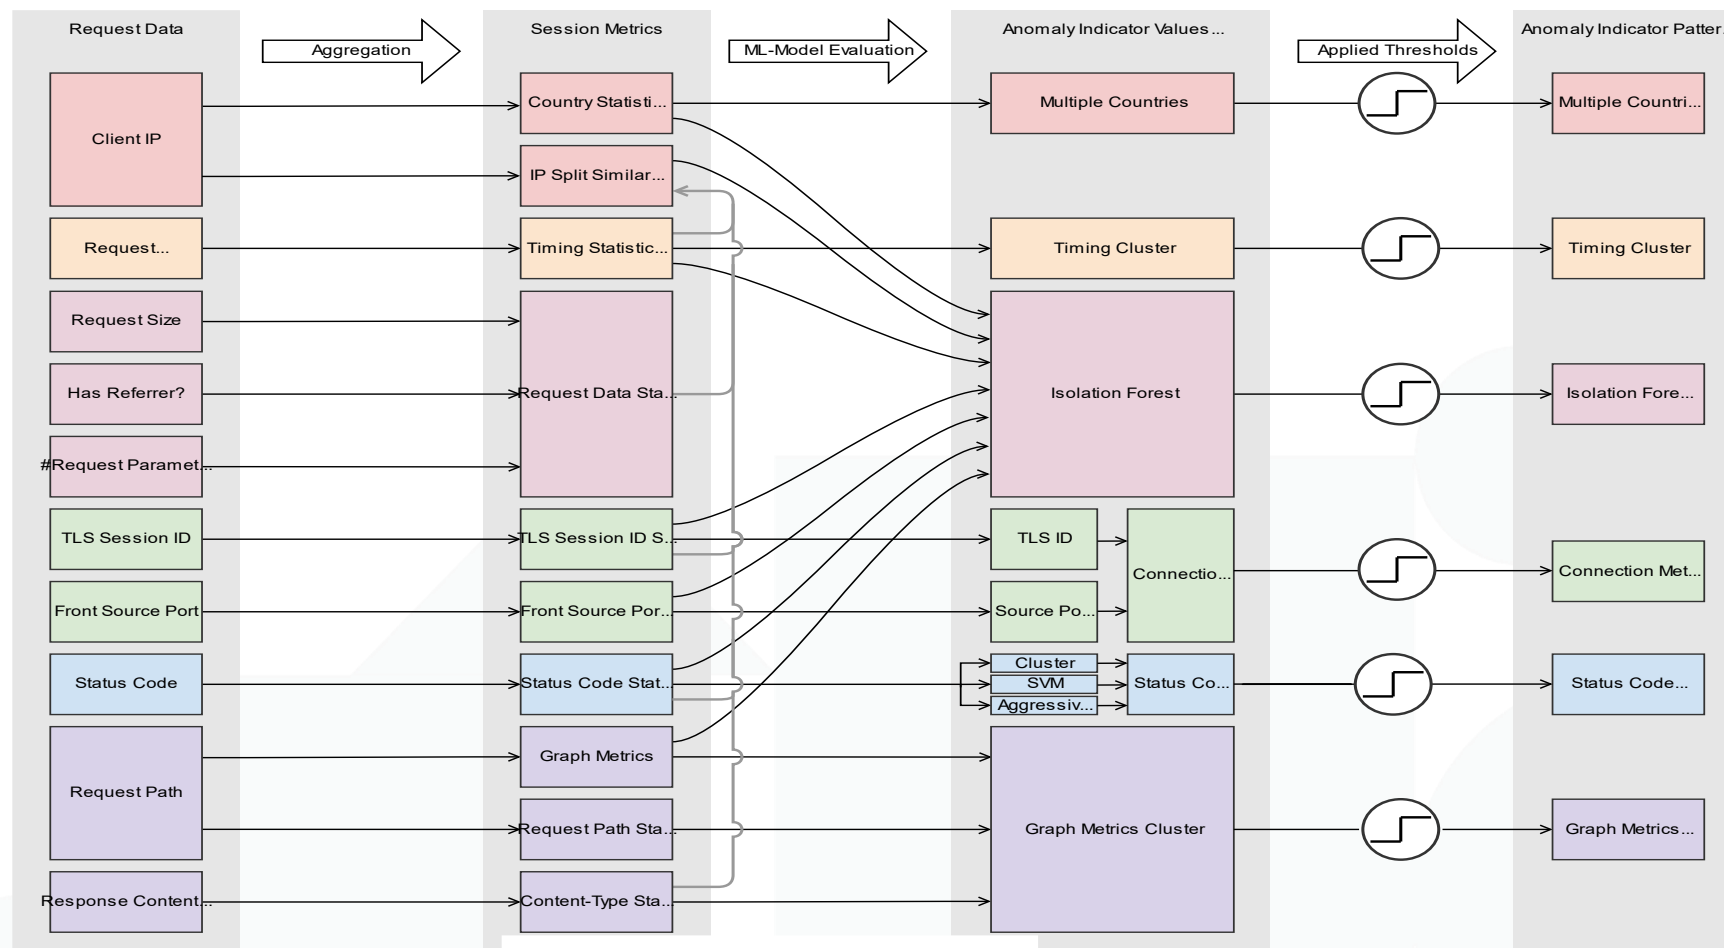 Request Data
Aggregation
Session Metrics
ML-Model Evaluation
Anomaly Indicator Values...
Applied Thresholds
Anomaly Indicator Patter.
Client IP
Request...
Request Size
Has Referrer?
#Request Paramet...
TLS Session ID
Front Source Port
Status Code
Request Path
Response Content...
Country Statisti...
IP Split Similar...
Timing Statistic...
Request Data Sta...
TLS Session ID S...
Front Source Por...
Status Code Stat...
Graph Metrics
Request Path Sta...
Content-Type Sta...
Multiple Countries
Timing Cluster
Isolation Forest
TLS ID
Source Po...
Connectio...
Cluster
SVM
Aggressiv...
Status Co...
Graph Metrics Cluster
Multiple Countri...
Timing Cluster
Isolation Fore...
Connection Met...
Status Code...
Graph Metrics...